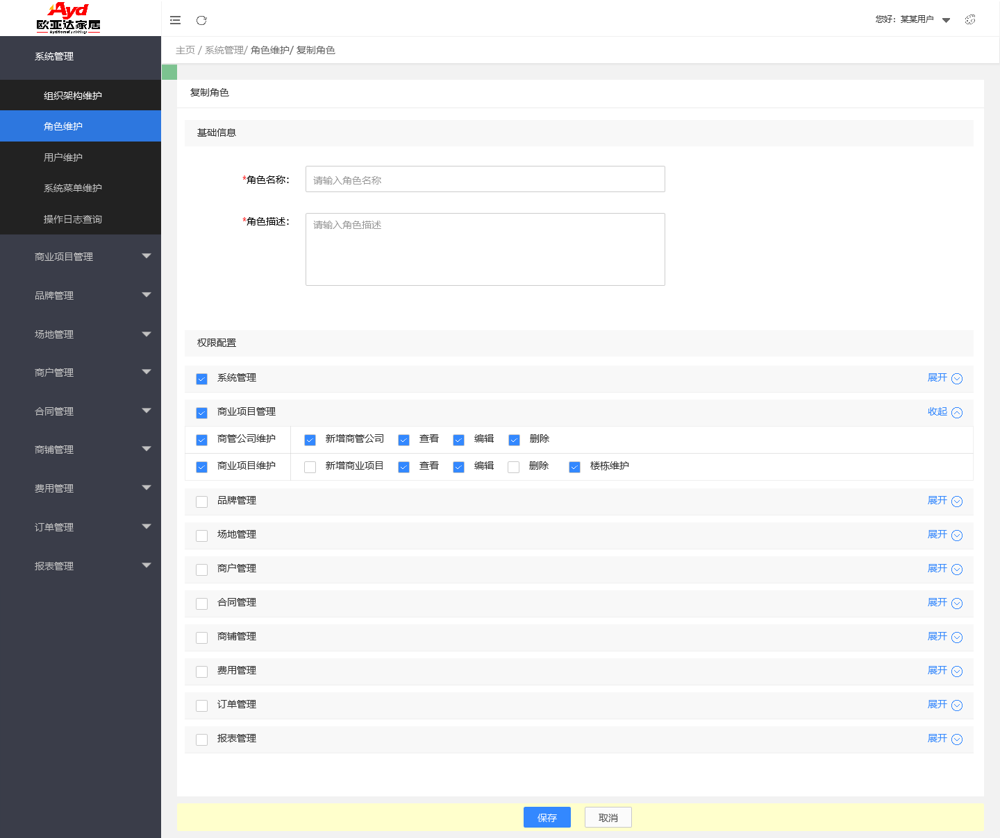 Ayd
欧亚达家居
AydHomeFurnishings
您好：某某用户
主页 / 系统管理/ 角色维护/ 复制角色
系统管理
组织架构维护
角色维护
用户维护
系统菜单维护
操作日志查询
商业项目管理
品牌管理
场地管理
商户管理
合同管理
商铺管理
费用管理
订单管理
报表管理
复制角色
基础信息
*角色名称：
请输入角色名称
*角色描述：
请输入角色描述
权限配置
系统管理 展开
商业项目管理 收起
商管公司维护 新增商管公司 查看 编辑 删除
商业项目维护 新增商业项目 查看 编辑 删除 楼栋维护
品牌管理 展开
场地管理 展开
商户管理 展开
合同管理 展开
商铺管理 展开
费用管理 展开
订单管理 展开
报表管理 展开
保存 取消